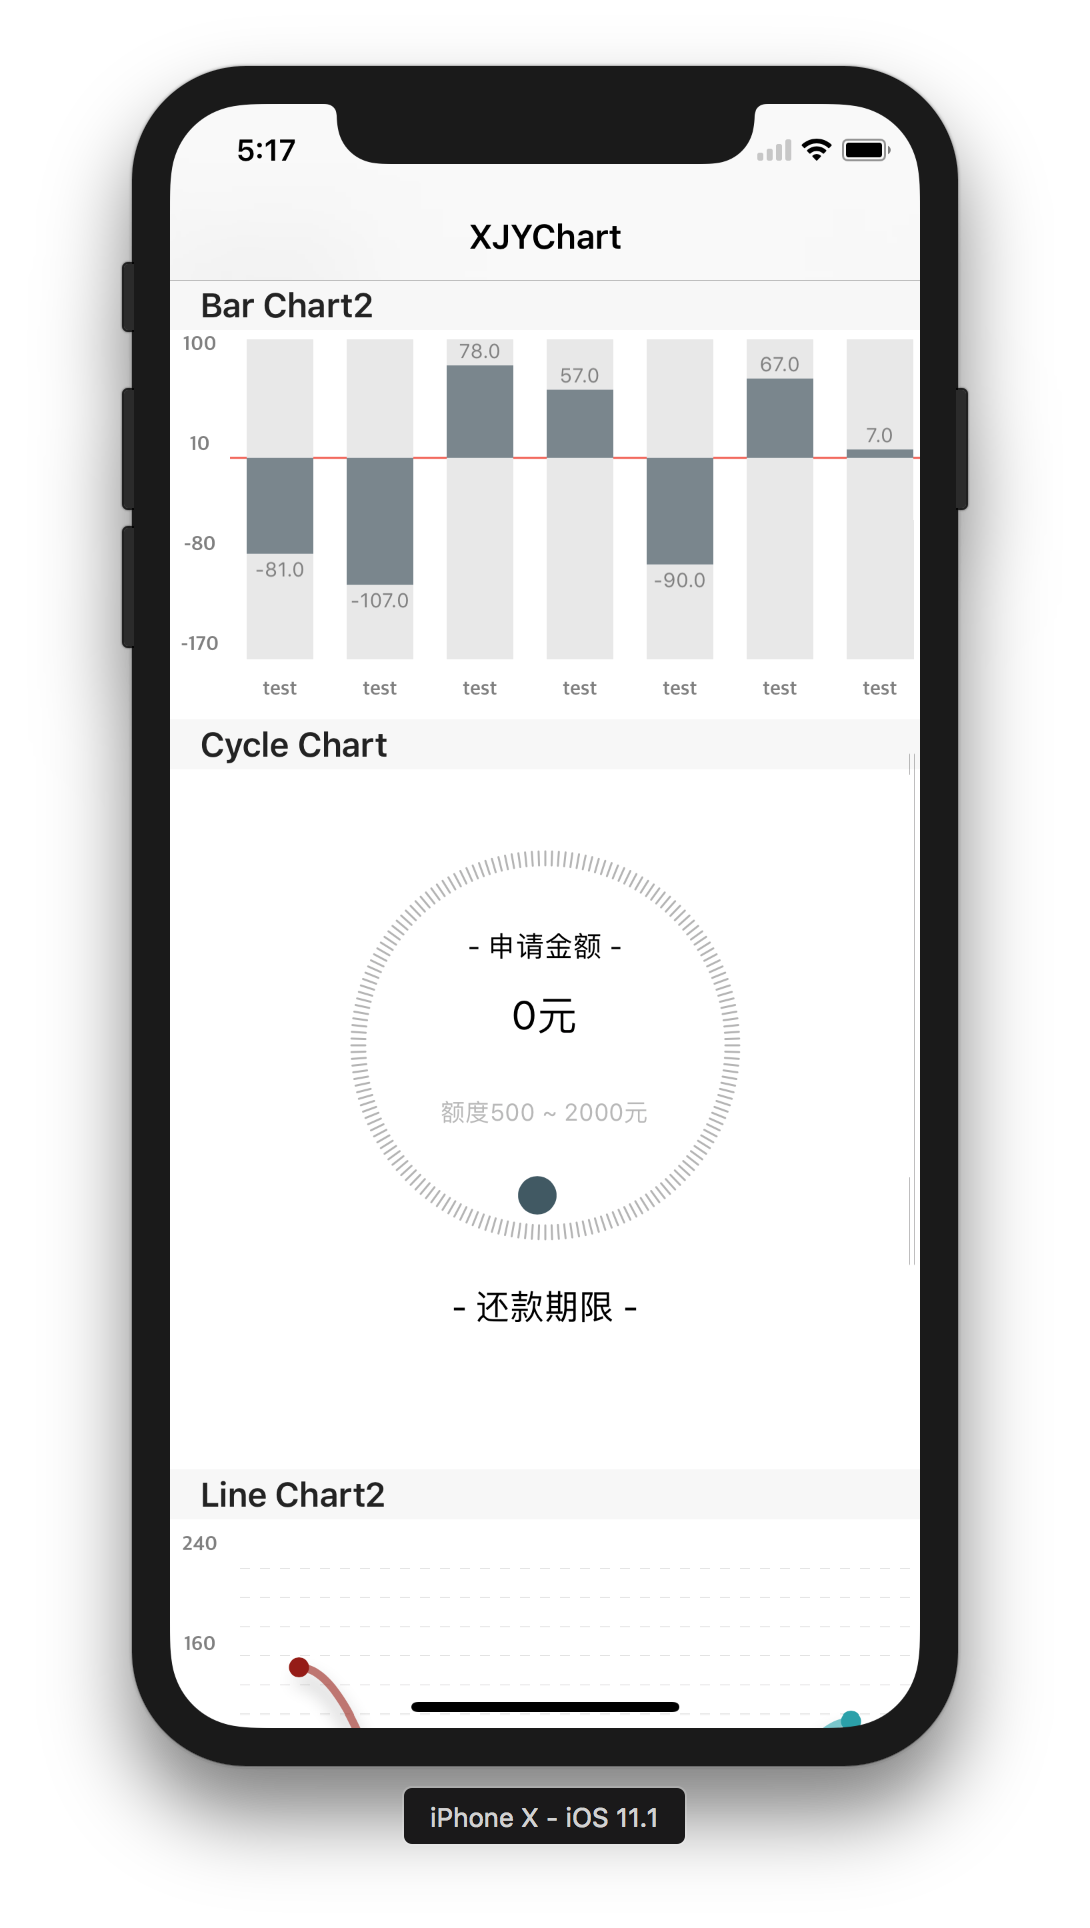 5:17
XJYChart
Bar Chart2
100
78.0
67.0
57.0
7.0
10
-80
-81.0
-90.0
-107.0
-170
test test test test test test test
Cycle Chart
- 申请金额 -
0元
额度500 ~ 2000元
- 还款期限 -
Line Chart2
240
160
iPhone X - iOS 11.1